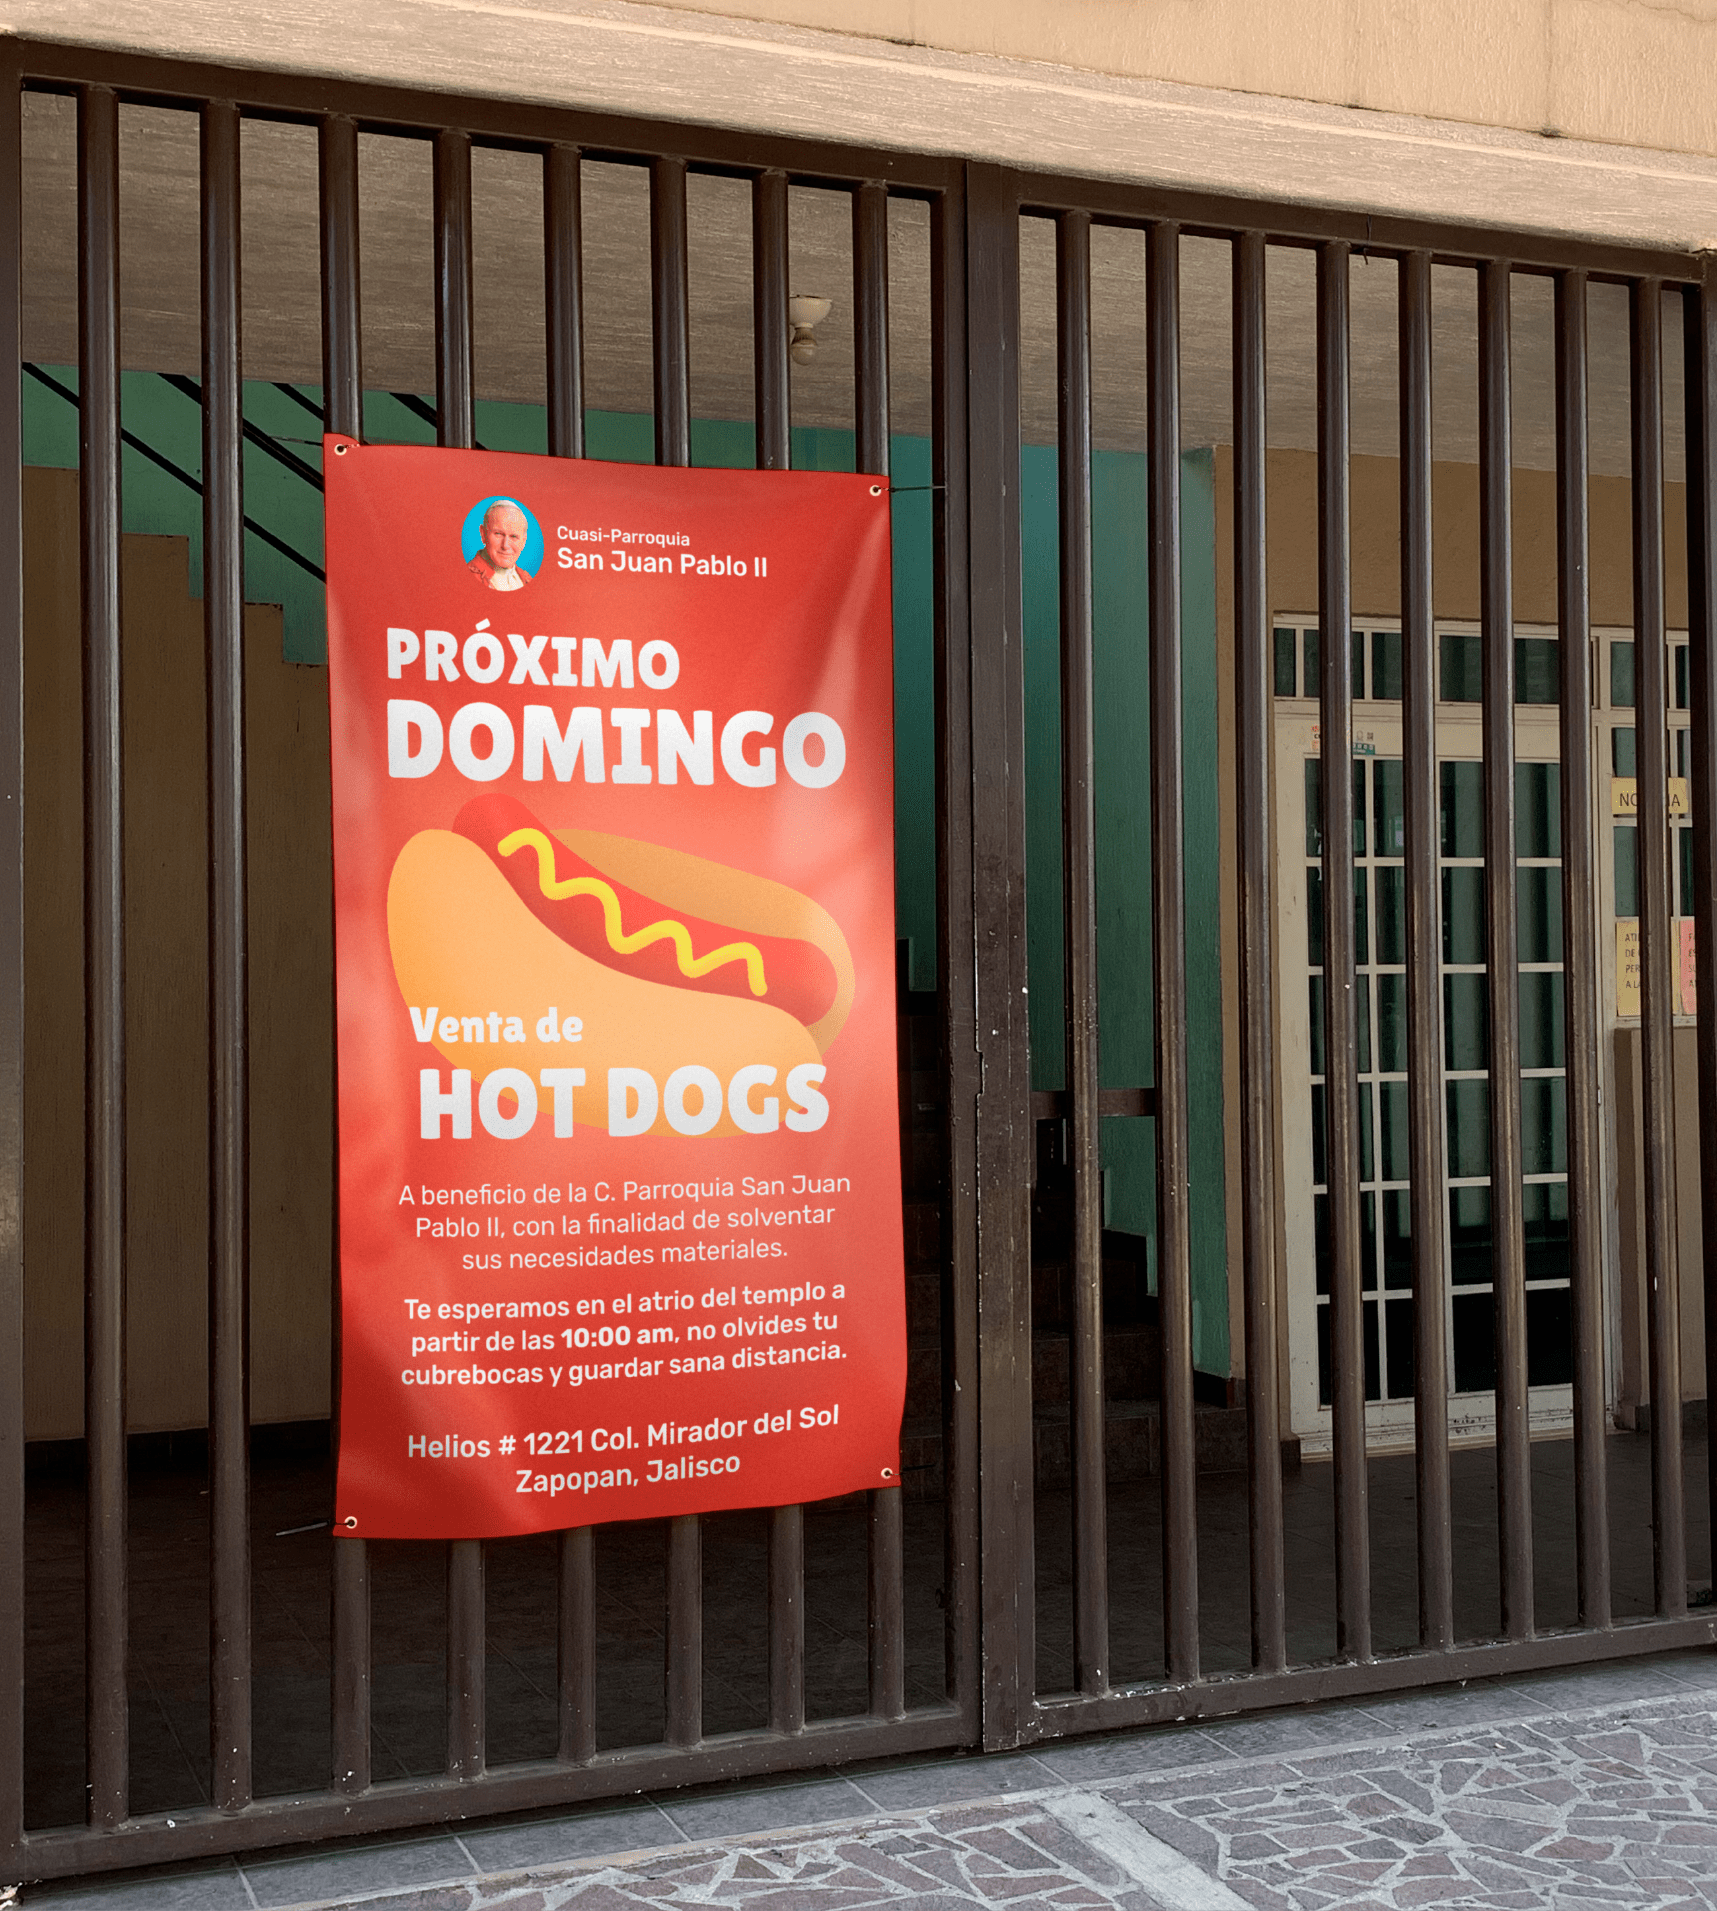 Cuasi-Parroquia
San Juan Pablo II
PRÓXIMO
DOMINGO
Venta de
HOT DOGS
A beneficio de la C. Parroquia San Juan
Pablo II, con la finalidad de solventar
sus necesidades materiales.
Te esperamos en el atrio del templo a
partir de las 10:00 am, no olvides tu
cubrebocas y guardar sana distancia.
Helios # 1221 Col. Mirador del Sol
Zapopan, Jalisco